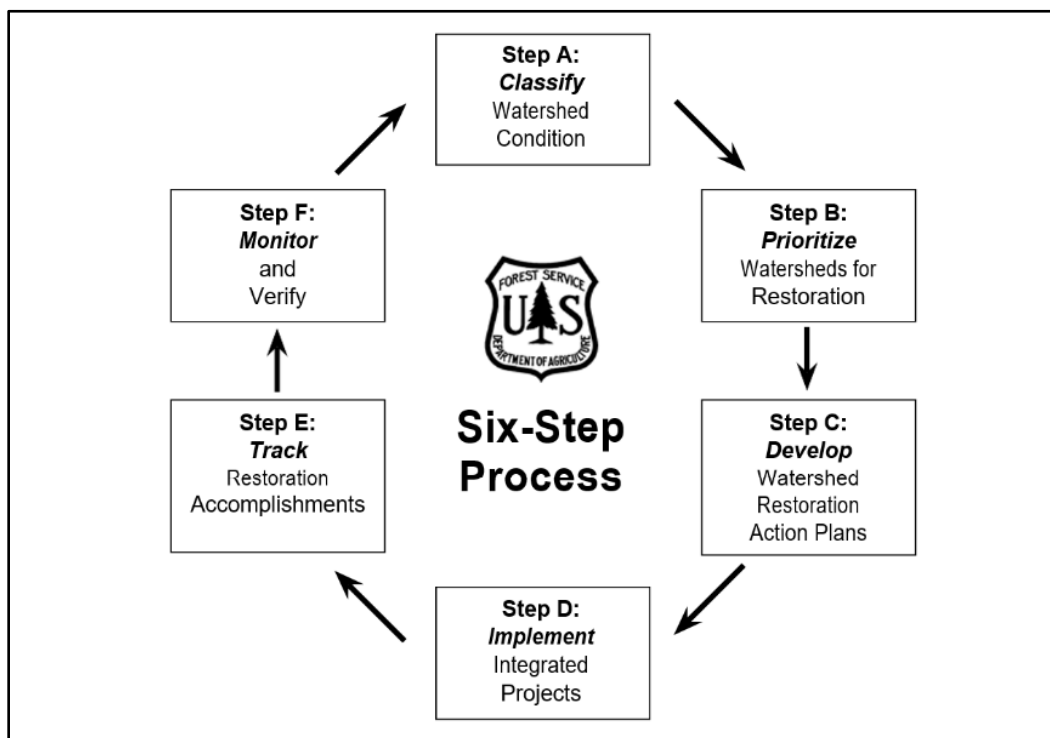 Step A:
Classify
Watershed
Condition
Step B:
Prioritize
Watersheds for
Restoration
Step C:
Develop
Watershed
Restoration
Action Plans
Step D:
Implement
Integrated
Projects
Step E:
Track
Restoration
Accomplishments
Step F:
Monitor
and
Verify
FOREST SERVICE
U S
DEPARTMENT OF AGRICULTURE
Six-Step
Process